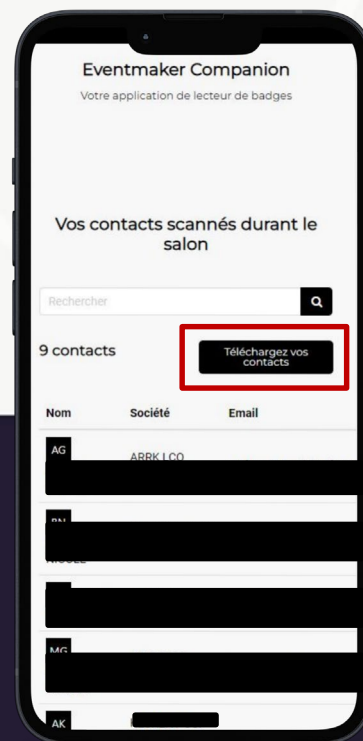 Eventmaker Companion
Votre application de lecteur de badges
Vos contacts scannés durant le
salon
Rechercher
9 contacts
Téléchargez vos
contacts
Nom Société Email
AG
ARRK LCO
MG
AK